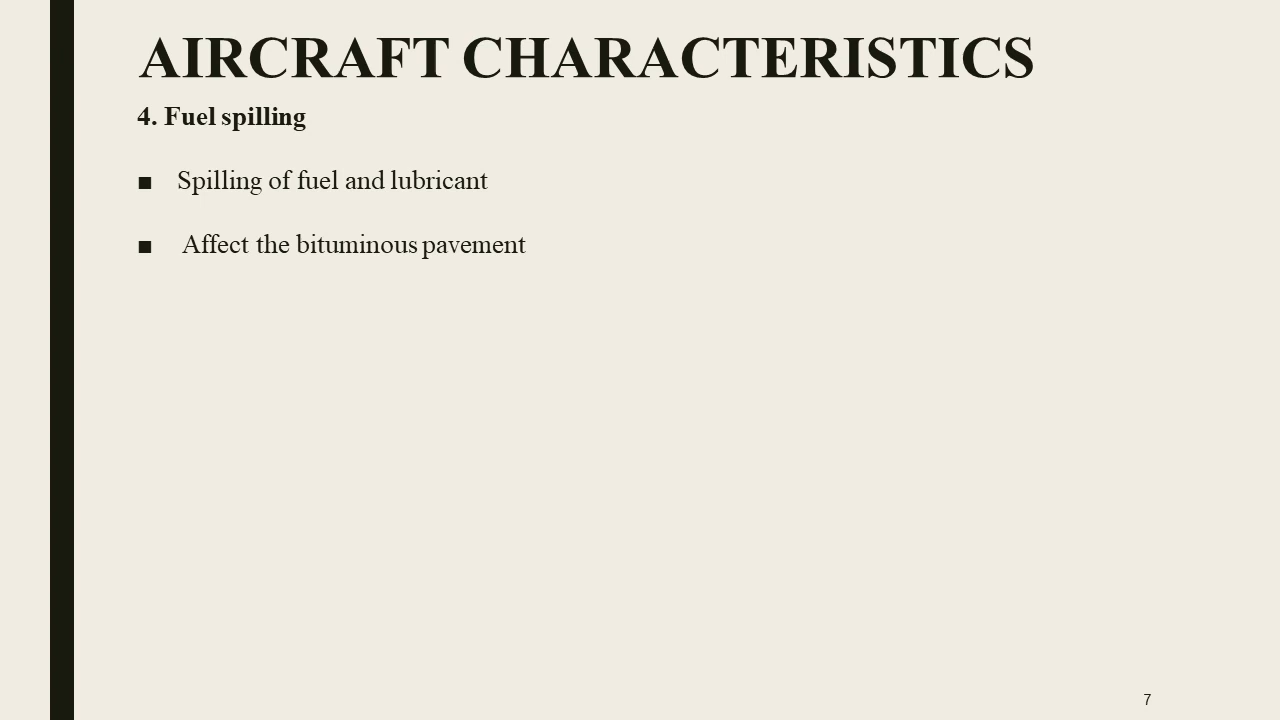 AIRCRAFT CHARACTERISTICS
4. Fuel spilling
■ Spilling of fuel and lubricant
■ Affect the bituminous pavement
7